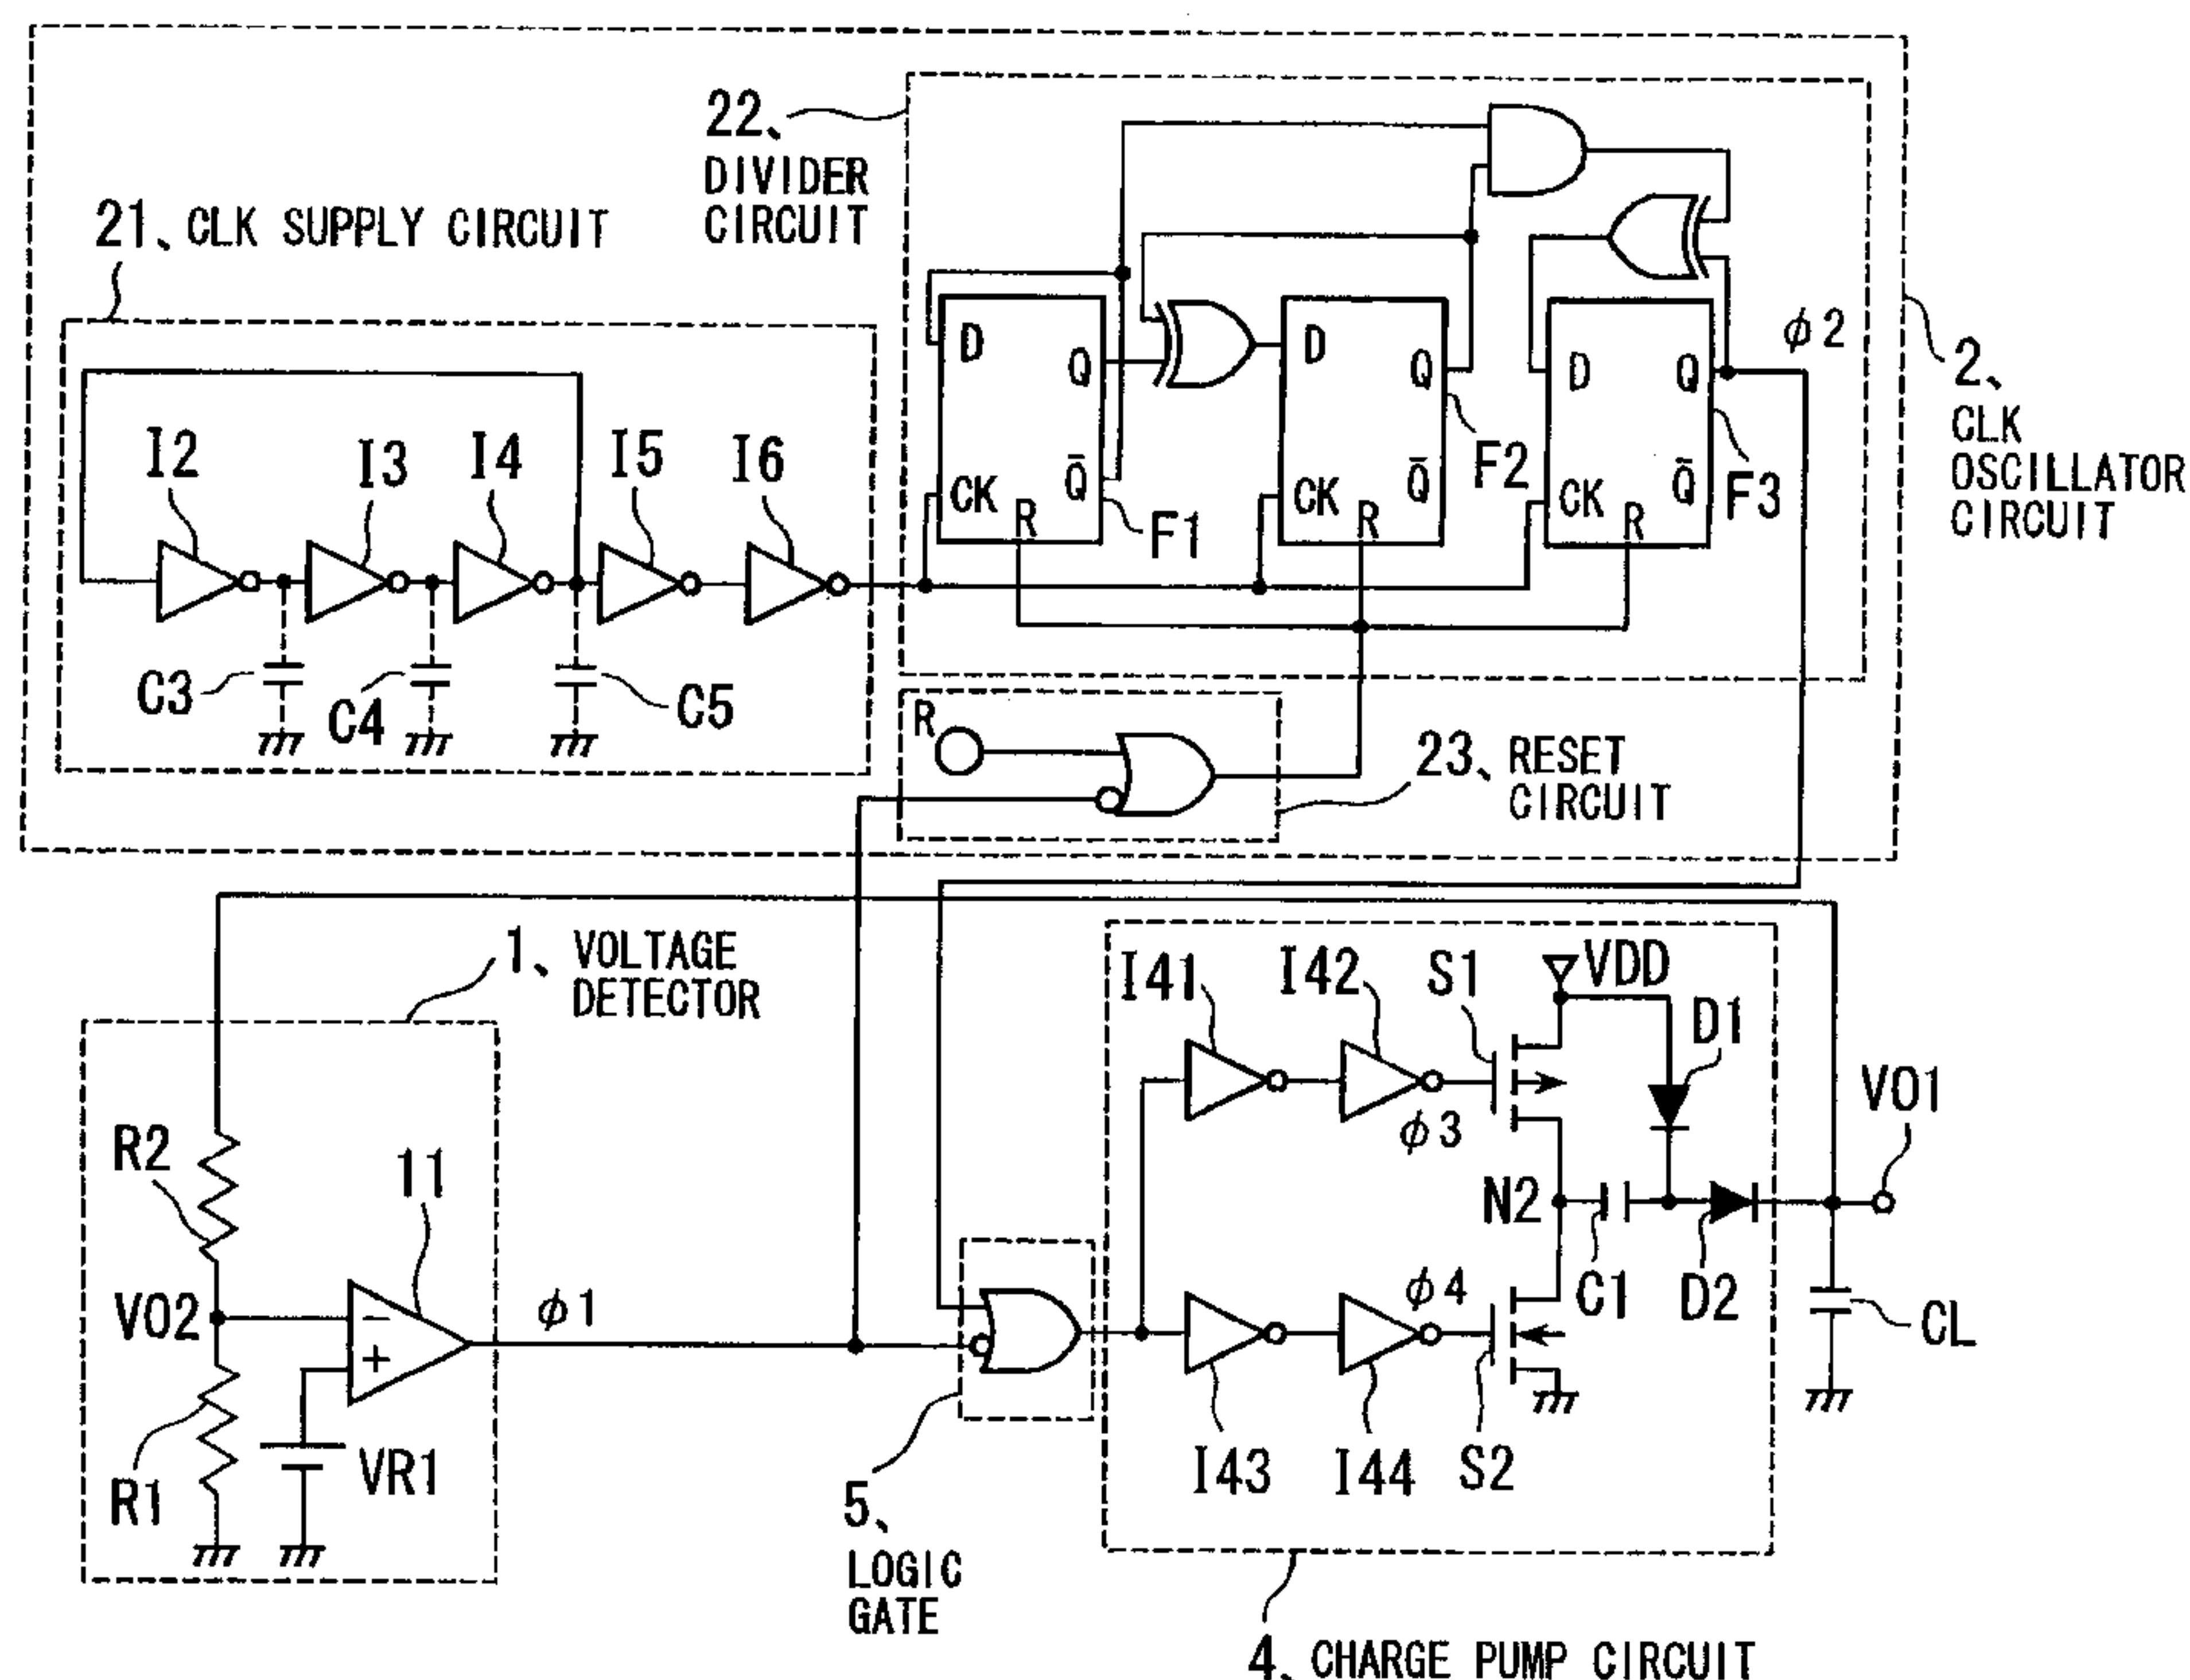 22、
DIVIDER
CIRCUIT
21、CLK SUPPLY CIRCUIT
φ2
2、
CLK
OSCILLATOR
CIRCUIT
D
Q
CK
R
Q̄
F1
D
Q
CK
R
Q̄
F2
D
Q
CK
R
Q̄
F3
I2
I3
I4
I5
I6
C3
C4
C5
R
23、RESET
CIRCUIT
1、VOLTAGE
DETECTOR
R2
11
VO2
−
+
φ1
R1
VR1
5、
LOGIC
GATE
I41
I42
S1
VDD
D1
φ3
VO1
N2
C1
D2
CL
φ4
I43
I44
S2
4、CHARGE PUMP CIRCUIT